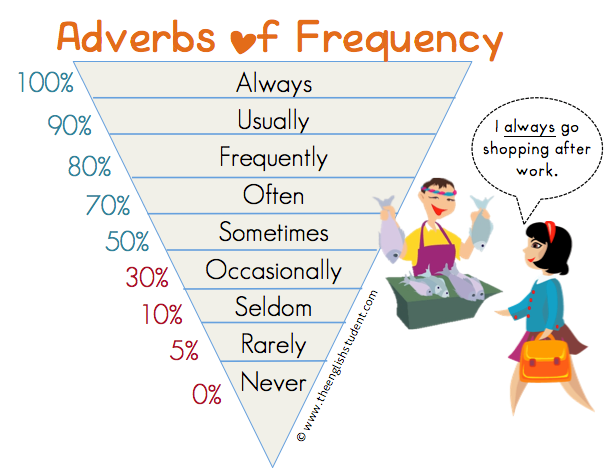 Adverbs of Frequency
100% Always
90% Usually
80% Frequently
70% Often
50% Sometimes
30% Occasionally
10% Seldom
5% Rarely
0% Never
I always go
shopping after
work.
© www.theenglishstudent.com